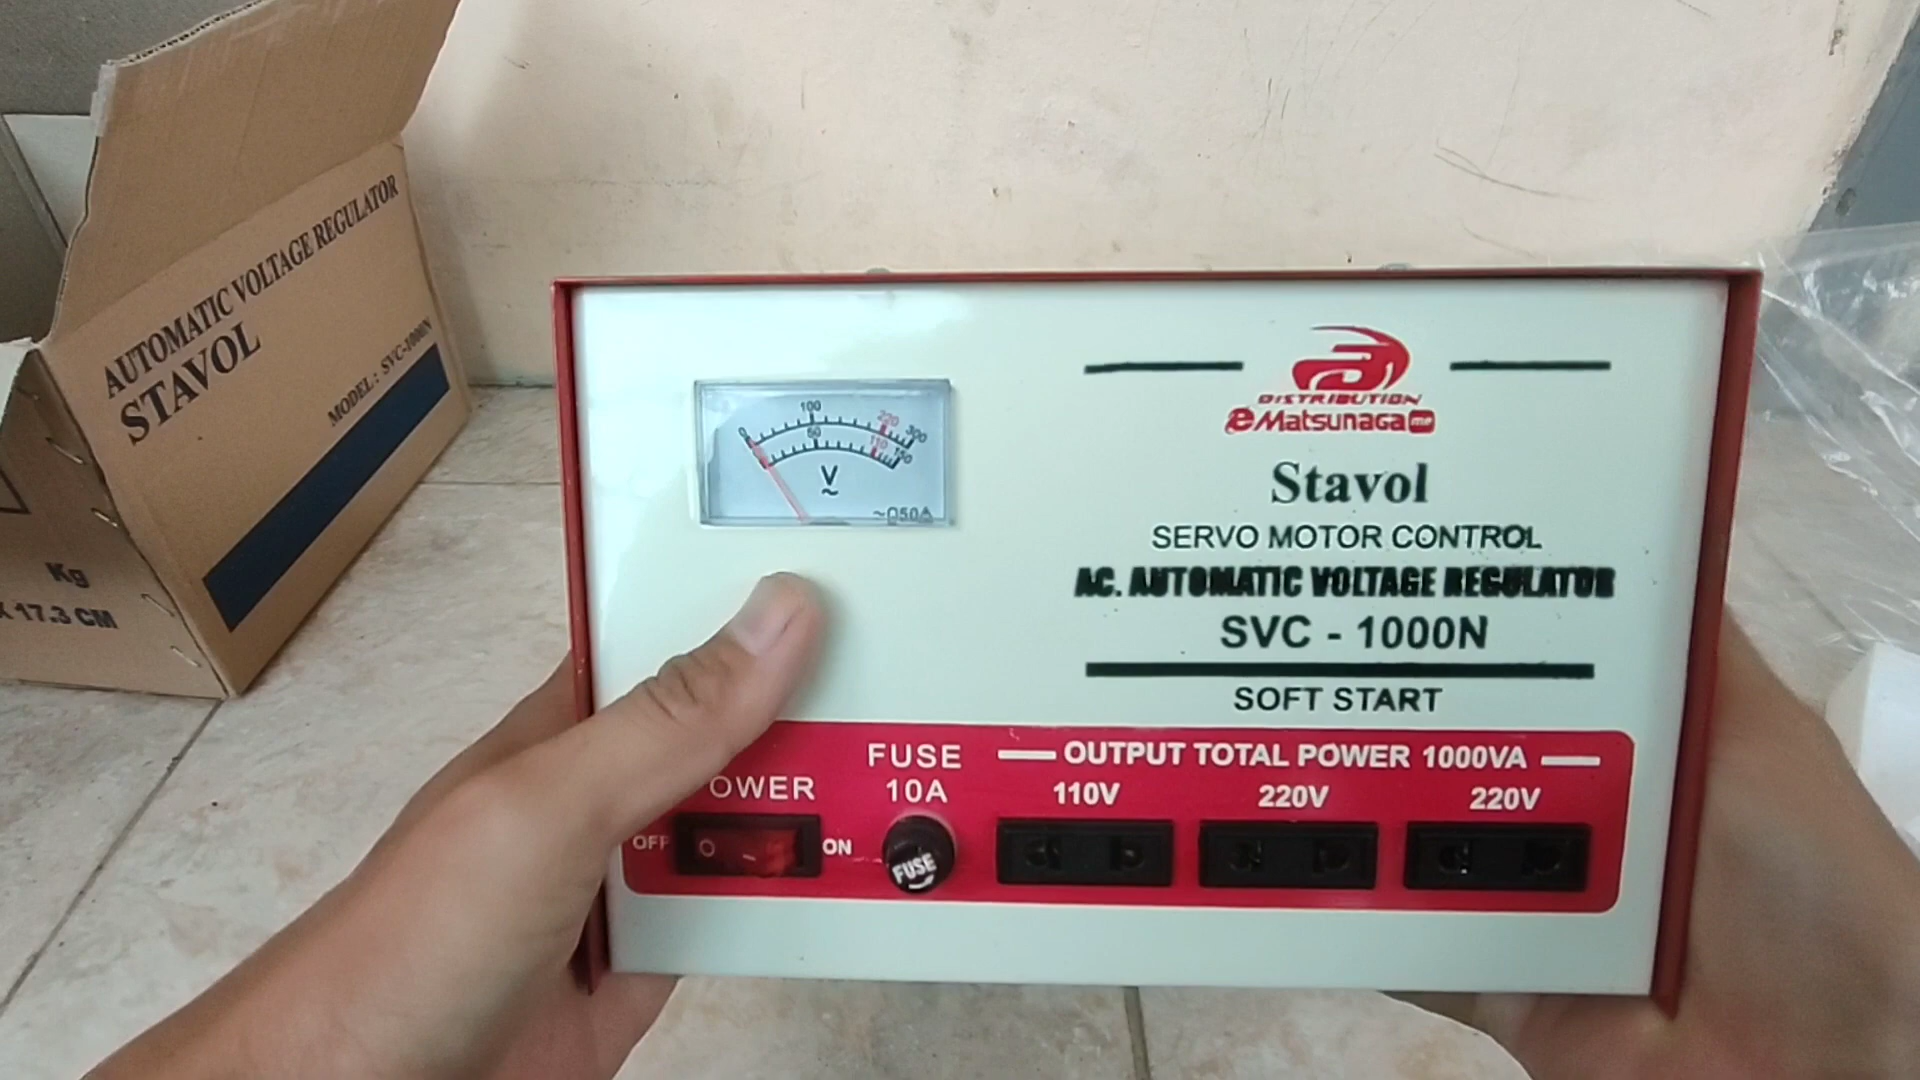 AUTOMATIC VOLTAGE REGULATOR
STAVOL
MODEL : SVC-1000N
Kg
X 17.3 CM
0 100 220 300
50 110 150
V
~
DISTRIBUTION
eMatsunaga
Stavol
SERVO MOTOR CONTROL
AC. AUTOMATIC VOLTAGE REGULATOR
SVC - 1000N
SOFT START
OWER
OFF
ON
FUSE
10A
FUSE
OUTPUT TOTAL POWER 1000VA
110V
220V
220V